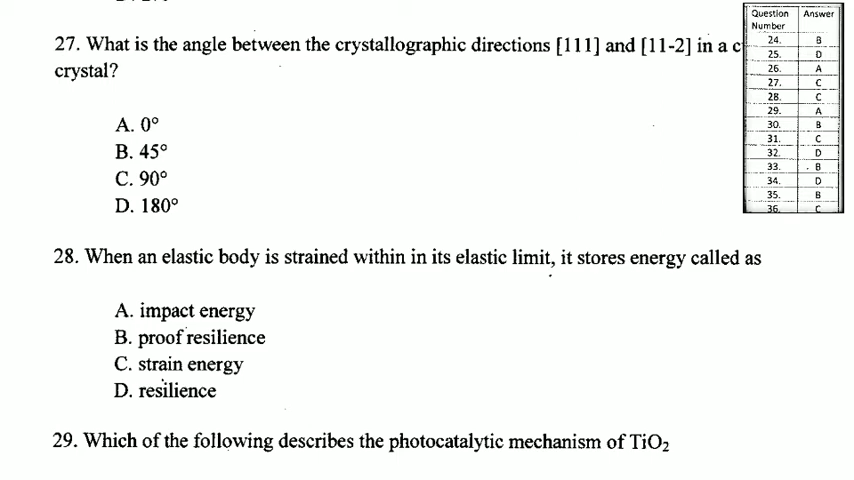 27. What is the angle between the crystallographic directions [111] and [11-2] in a c
crystal?
A. 0°
B. 45°
C. 90°
D. 180°
28. When an elastic body is strained within in its elastic limit, it stores energy called as
A. impact energy
B. proof resilience
C. strain energy
D. resilience
29. Which of the following describes the photocatalytic mechanism of TiO₂
Question Number Answer
24. B
25. D
26. A
27. C
28. C
29. A
30. B
31. C
32. D
33. B
34. D
35. B
36. C